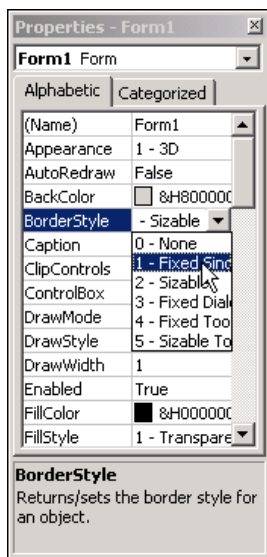 Properties - Form1
Form1 Form
Alphabetic Categorized
(Name) Form1
Appearance 1 - 3D
AutoRedraw False
BackColor &H800000
BorderStyle - Sizable
Caption 0 - None
ClipControls 1 - Fixed Sing
ControlBox 2 - Sizable
DrawMode 3 - Fixed Diale
DrawStyle 4 - Fixed Too
DrawWidth 5 - Sizable To
1
Enabled True
FillColor &H000000
FillStyle 1 - Transpare
BorderStyle
Returns/sets the border style for
an object.